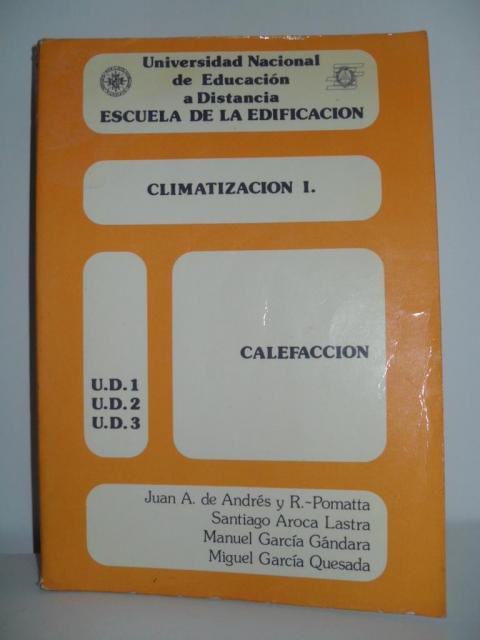 Universidad Nacional
de Educación
a Distancia
ESCUELA DE LA EDIFICACION
CLIMATIZACION I.
CALEFACCION
U.D.1
U.D.2
U.D.3
Juan A. de Andrés y R.-Pomatta
Santiago Aroca Lastra
Manuel García Gándara
Miguel García Quesada